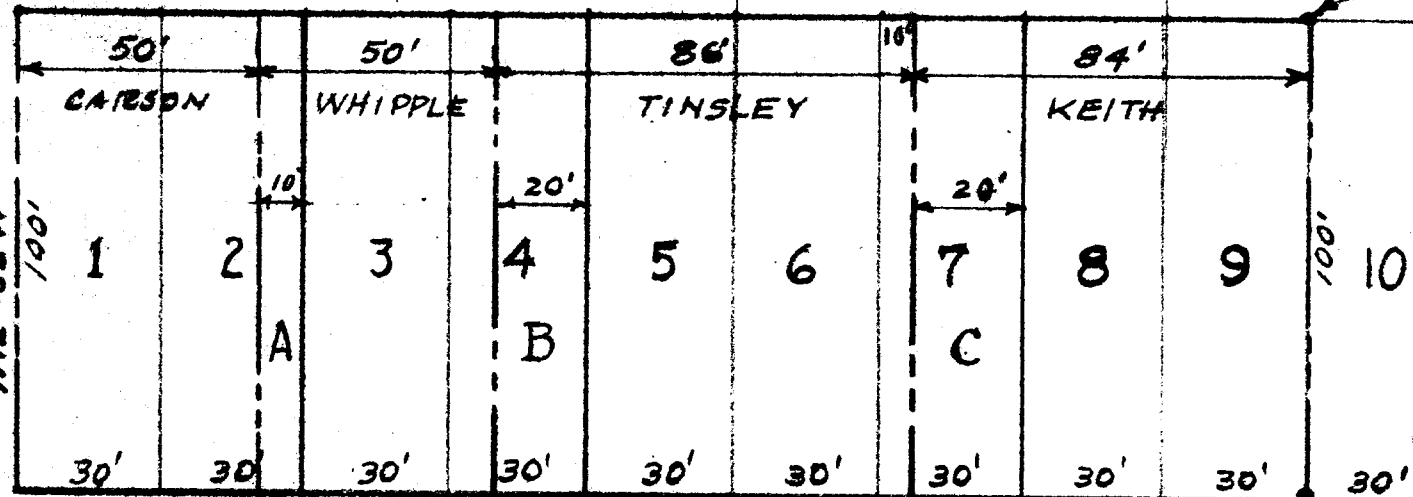 50' 50' 86' 10' 84'
CARSON WHIPPLE TINSLEY KEITH
10' 20' 20'
100' 1 2 3 4 5 6 7 8 9 100' 10
A B C
30' 30' 30' 30' 30' 30' 30' 30' 30' 30'